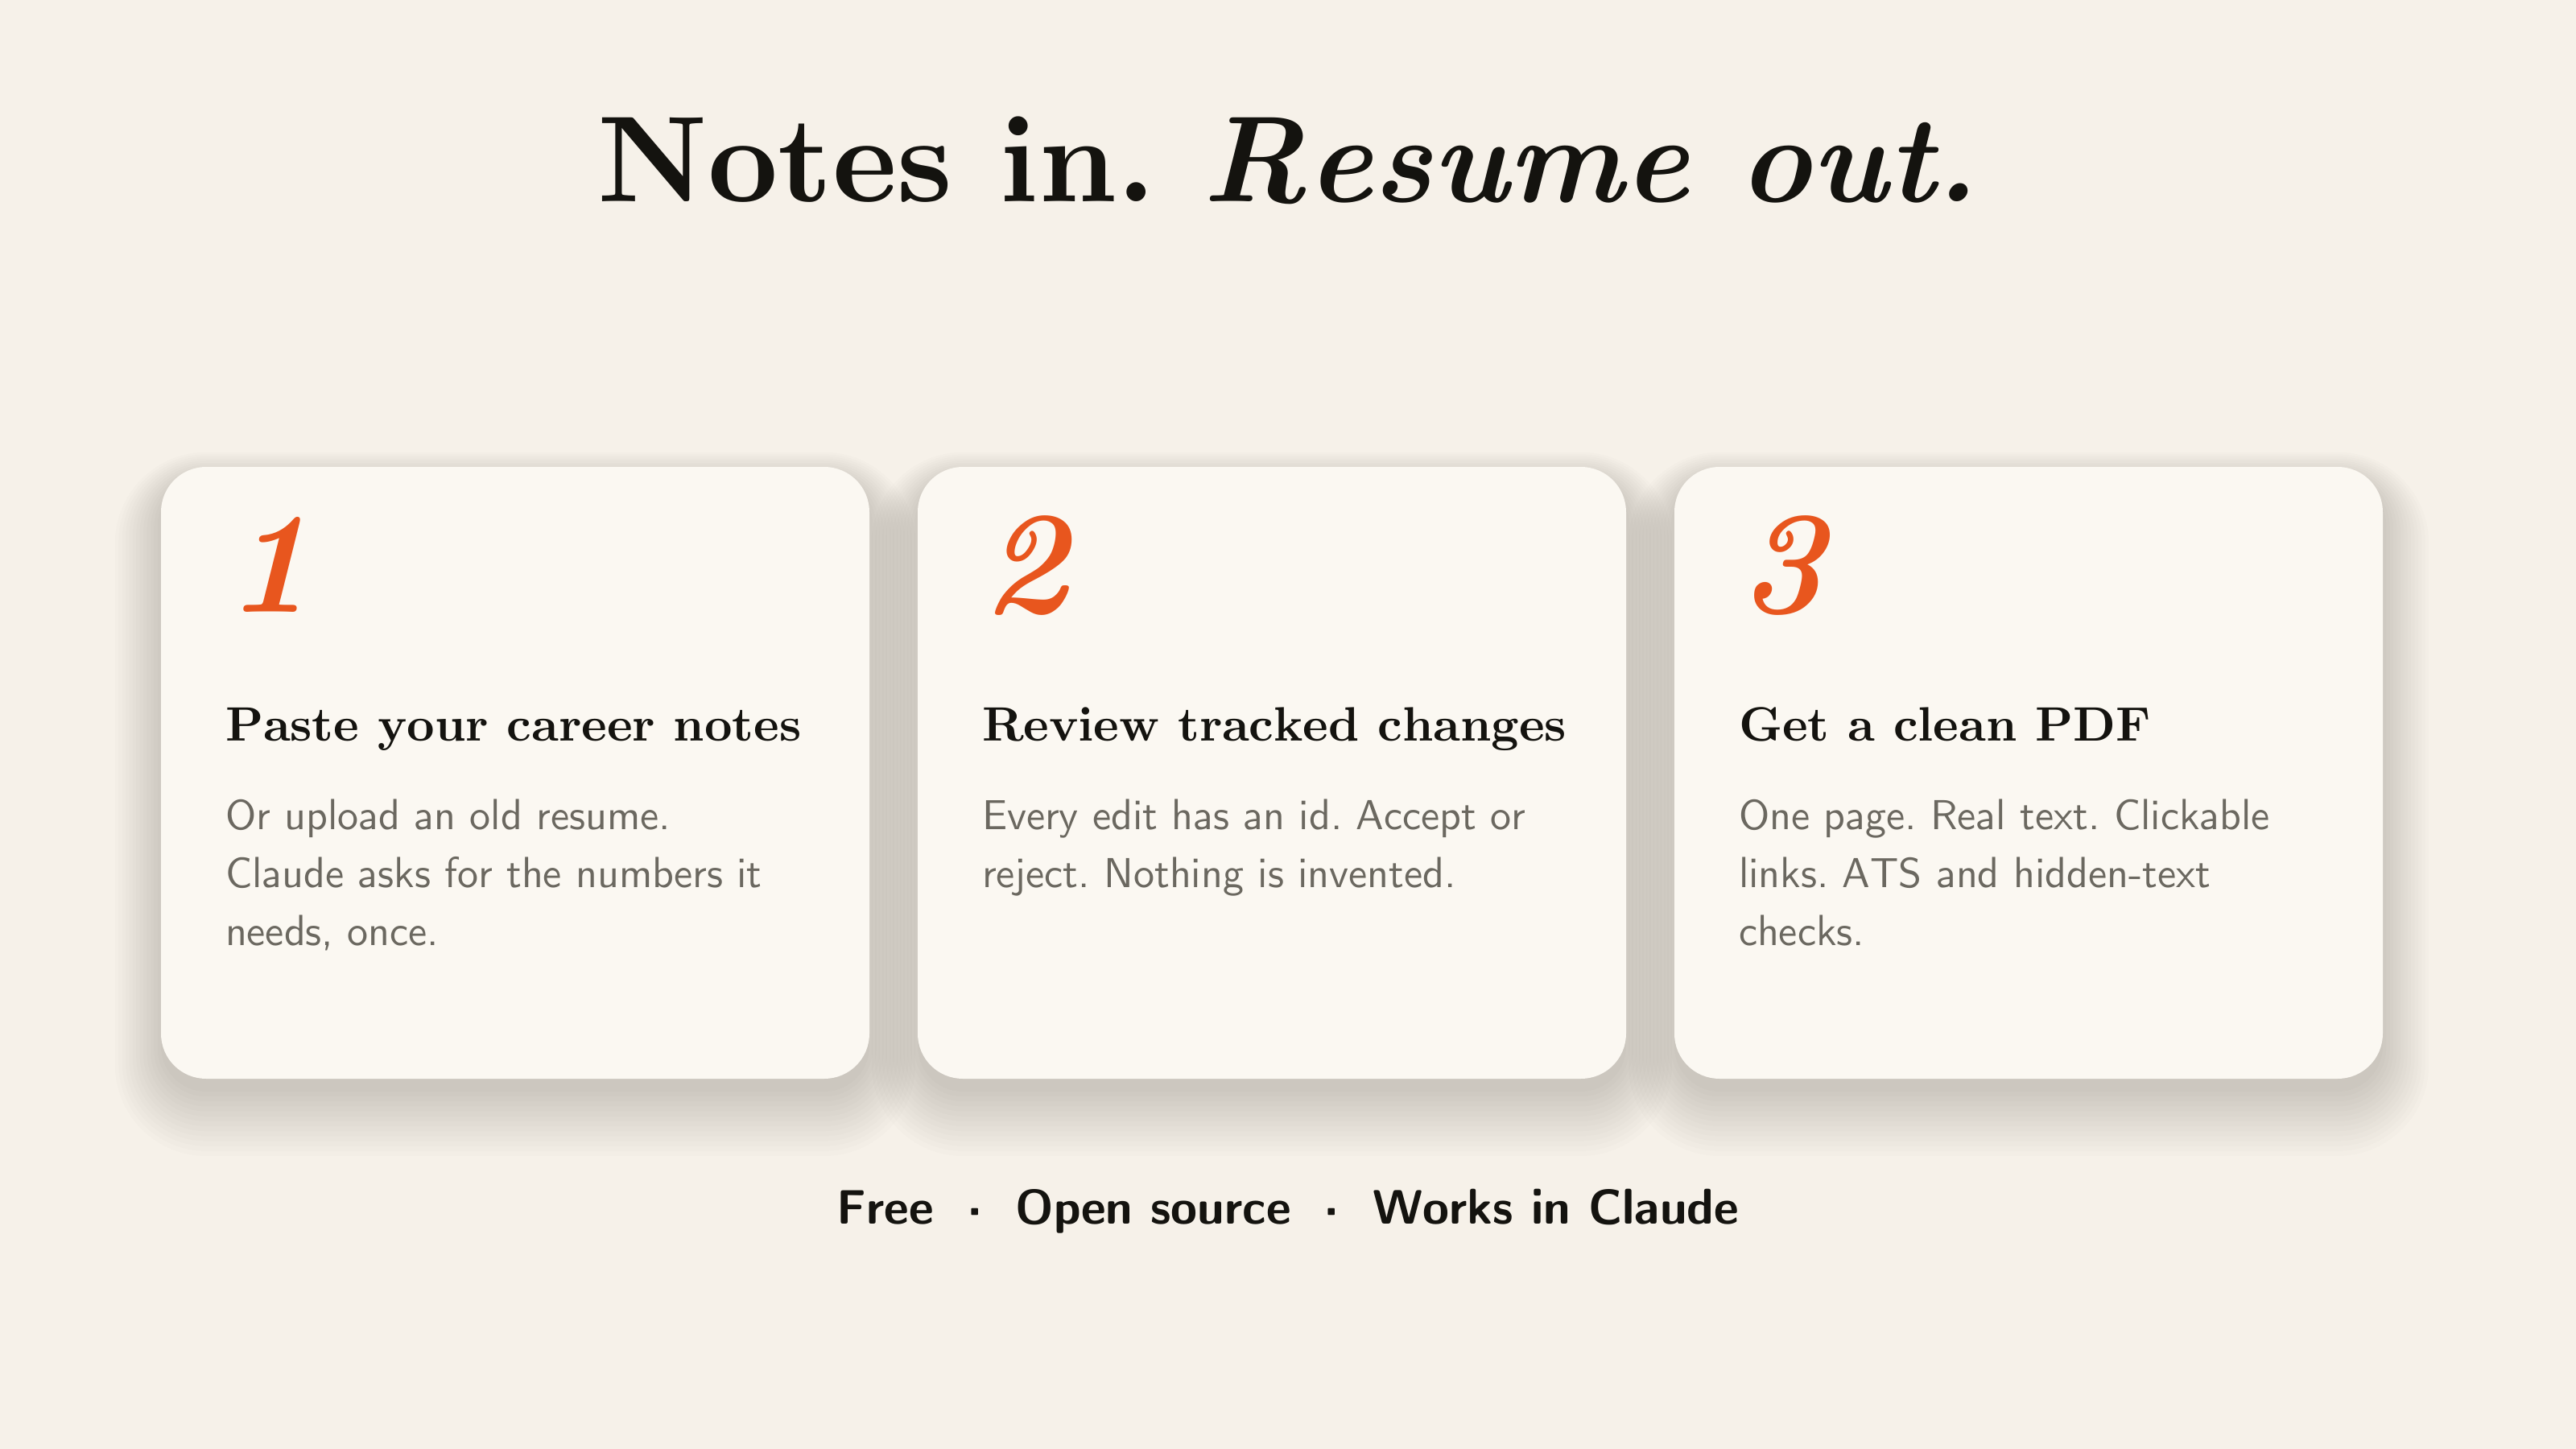 Notes in. Resume out.
1
Paste your career notes
Or upload an old resume.
Claude asks for the numbers it
needs, once.
2
Review tracked changes
Every edit has an id. Accept or
reject. Nothing is invented.
3
Get a clean PDF
One page. Real text. Clickable
links. ATS and hidden-text
checks.
Free · Open source · Works in Claude